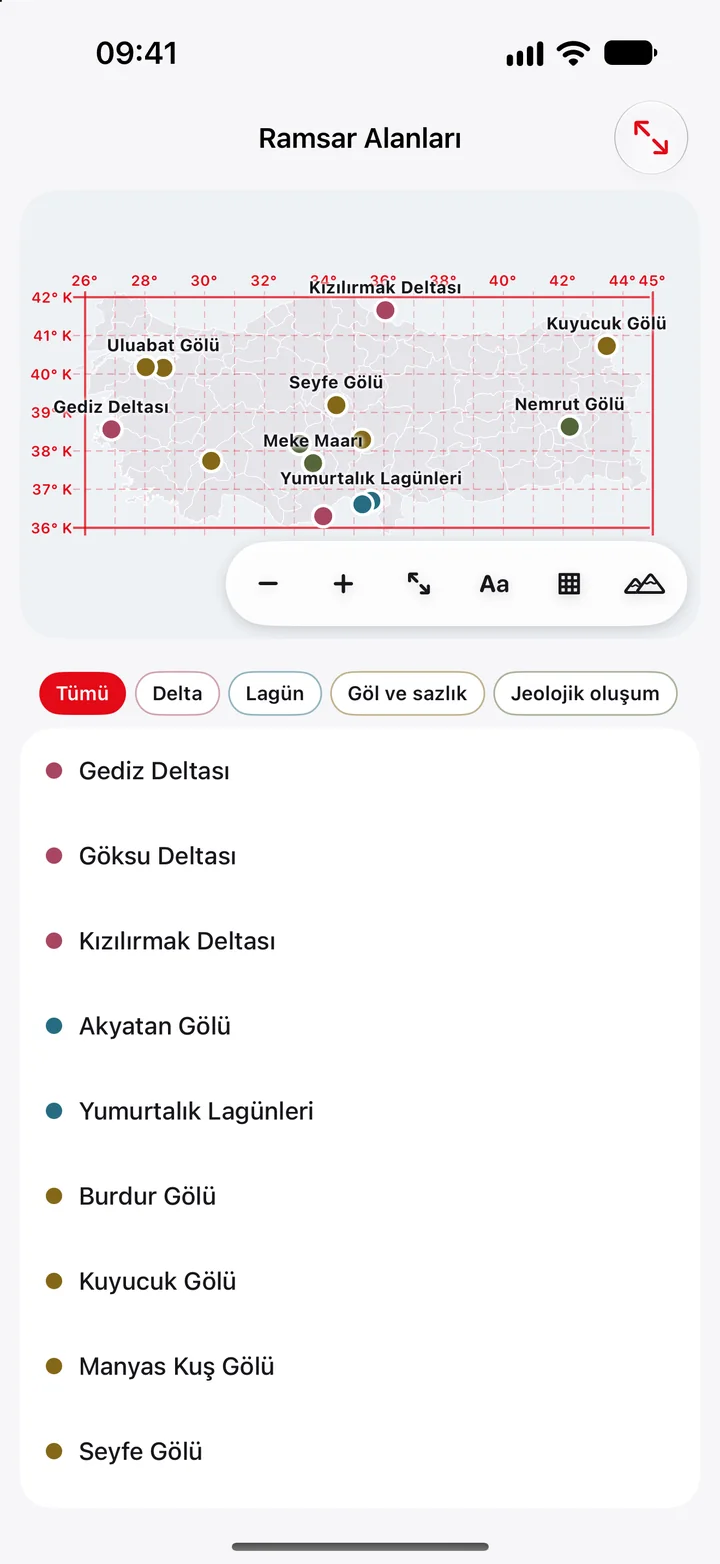 09:41
Ramsar Alanları
26° 28° 30° 32° 34° 36° 38° 40° 42° 44° 45°
Kızılırmak Deltası
42° K
Kuyucuk Gölü
41° K
Uluabat Gölü
40° K
Seyfe Gölü
39° K
Gediz Deltası
Nemrut Gölü
Meke Maarı
38° K
Yumurtalık Lagünleri
37° K
36° K
Aa
Tümü Delta Lagün Göl ve sazlık Jeolojik oluşum
Gediz Deltası
Göksu Deltası
Kızılırmak Deltası
Akyatan Gölü
Yumurtalık Lagünleri
Burdur Gölü
Kuyucuk Gölü
Manyas Kuş Gölü
Seyfe Gölü